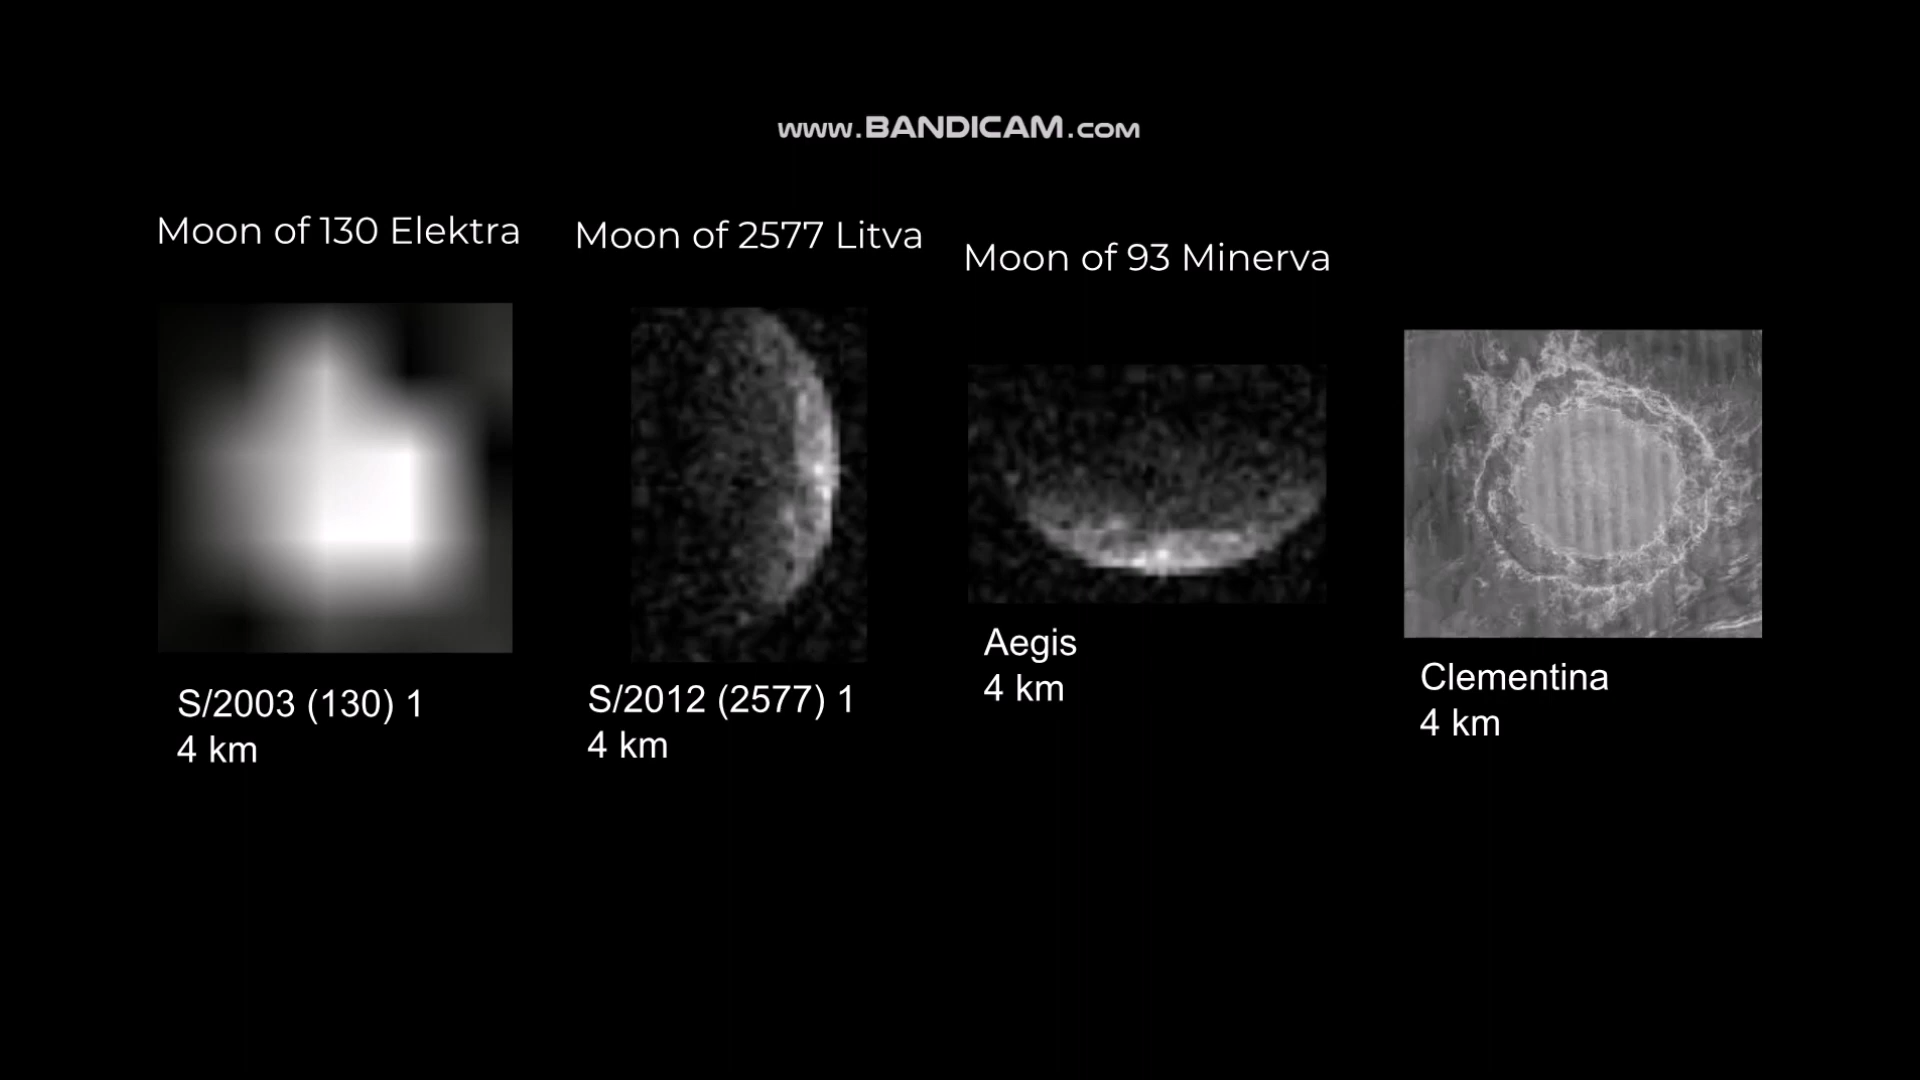 www.BANDICAM.com
Moon of 130 Elektra
Moon of 2577 Litva
Moon of 93 Minerva
S/2003 (130) 1
4 km
S/2012 (2577) 1
4 km
Aegis
4 km
Clementina
4 km